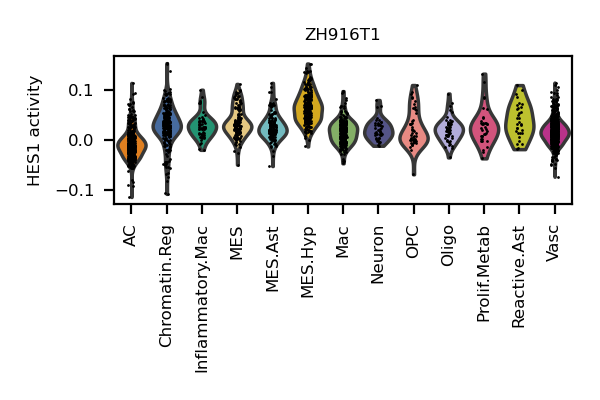 ZH916T1
HES1 activity
0.1
0.0
−0.1
AC
Chromatin.Reg
Inflammatory.Mac
MES
MES.Ast
MES.Hyp
Mac
Neuron
OPC
Oligo
Prolif.Metab
Reactive.Ast
Vasc